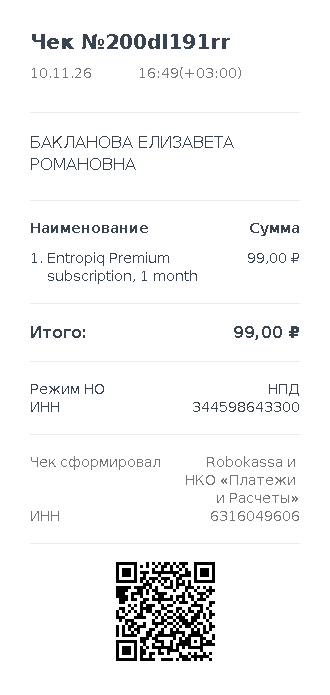 Чек №200dl191rr
10.11.26 16:49(+03:00)
БАКЛАНОВА ЕЛИЗАВЕТА
РОМАНОВНА
Наименование Сумма
1. Entropiq Premium 99,00 ₽
subscription, 1 month
Итого: 99,00 ₽
Режим НО НПД
ИНН 344598643300
Чек сформировал Robokassa и
НКО «Платежи
и Расчеты»
ИНН 6316049606